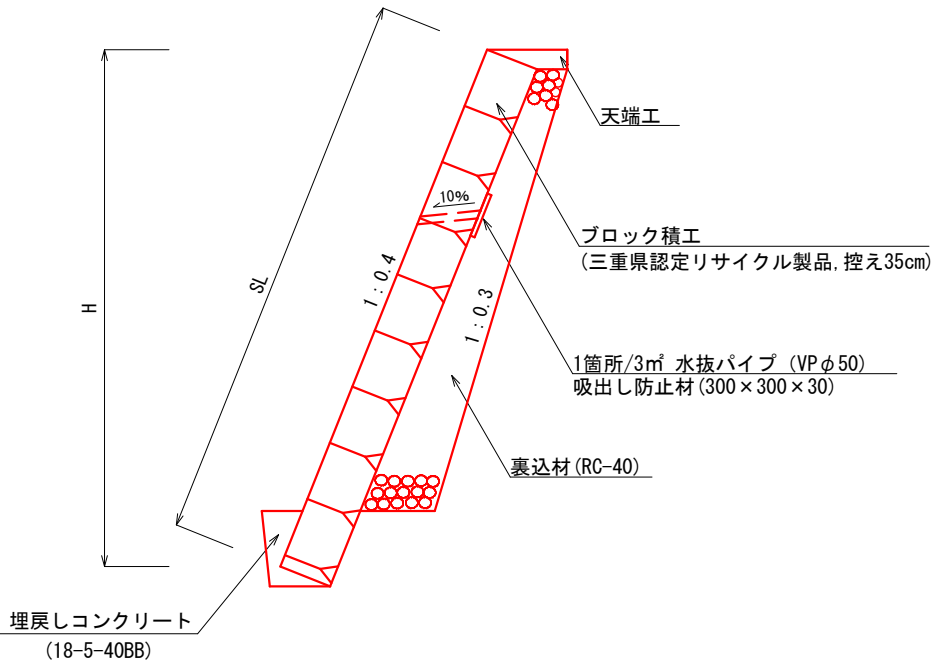 天端工
10%
ブロック積工
(三重県認定リサイクル製品,控え35cm)
SL
1：0.4
H
1：0.3
1箇所/3㎡ 水抜パイプ (VPφ50)
吸出し防止材(300×300×30)
裏込材(RC-40)
埋戻しコンクリート
(18-5-40BB)